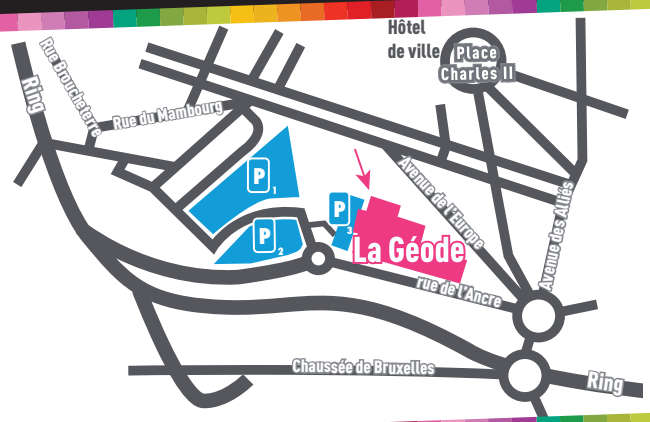 Hôtel
de ville
Place
Charles II
Ring
Rue Broucheterre
Rue du Mambourg
P
1
P
2
P
3
La Géode
Avenue de l'Europe
Avenue des Alliés
rue de l'Ancre
Chaussée de Bruxelles
Ring